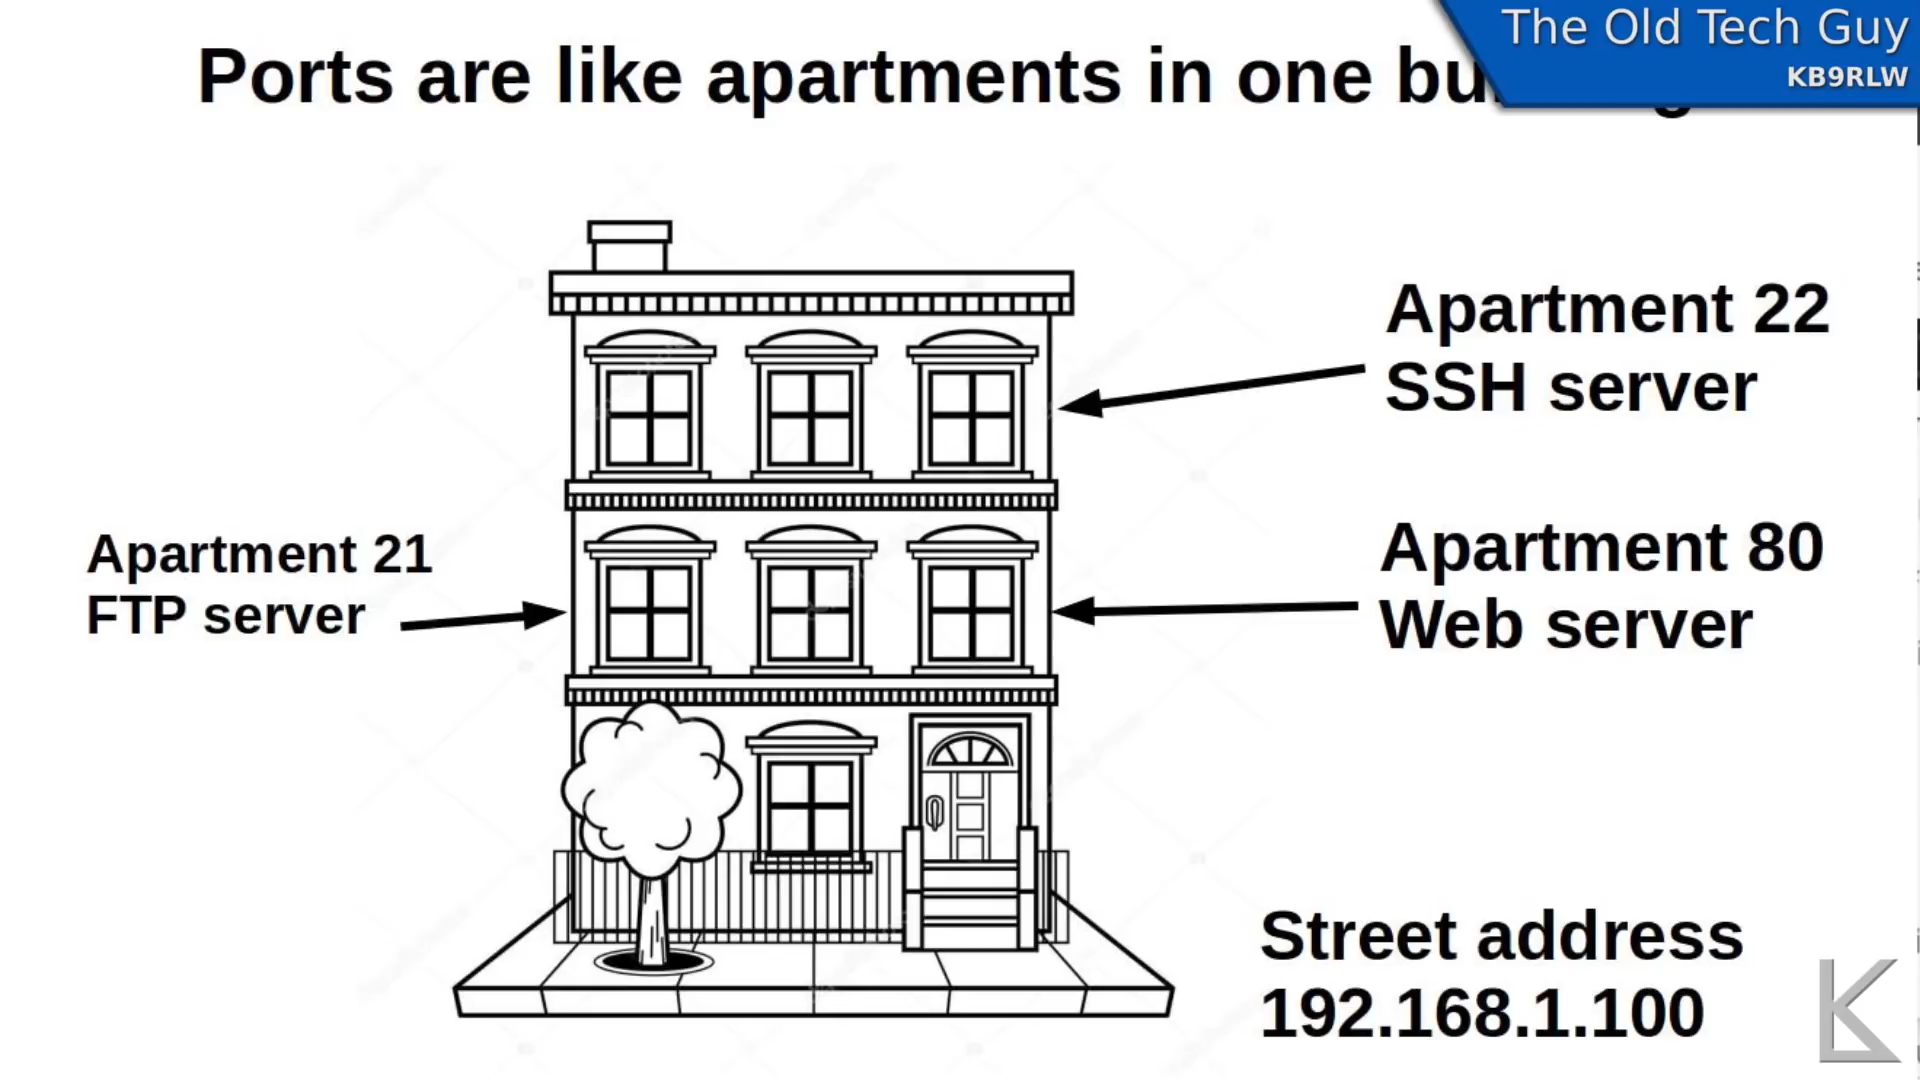 The Old Tech Guy
KB9RLW
Ports are like apartments in one
Apartment 22
SSH server
Apartment 21
FTP server
Apartment 80
Web server
Street address
192.168.1.100
K